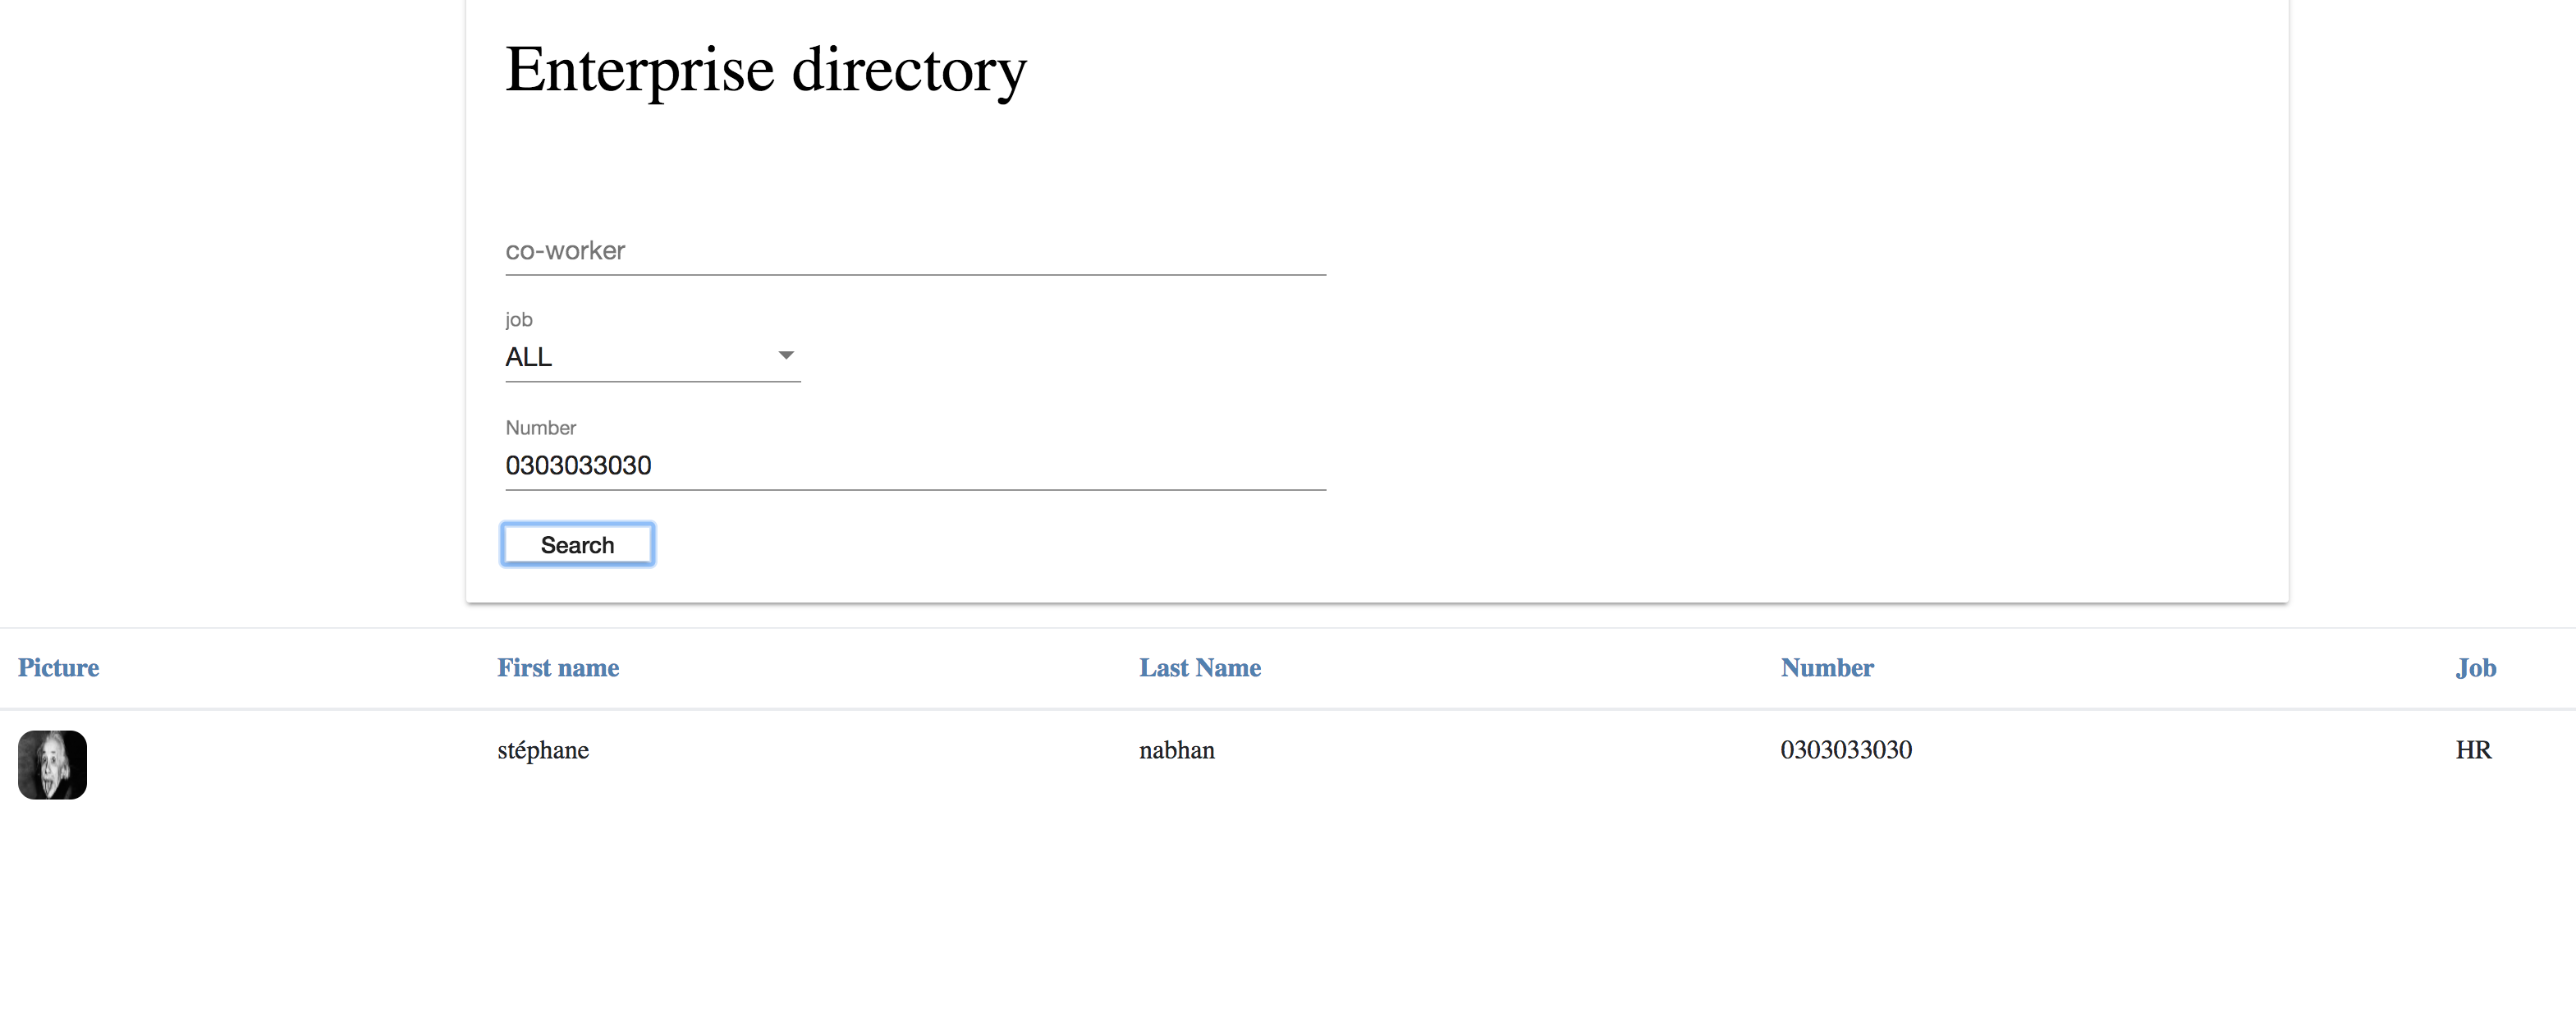 Enterprise directory
co-worker
job
ALL
Number
0303033030
Search
Picture First name Last Name Number Job
stéphane nabhan 0303033030 HR